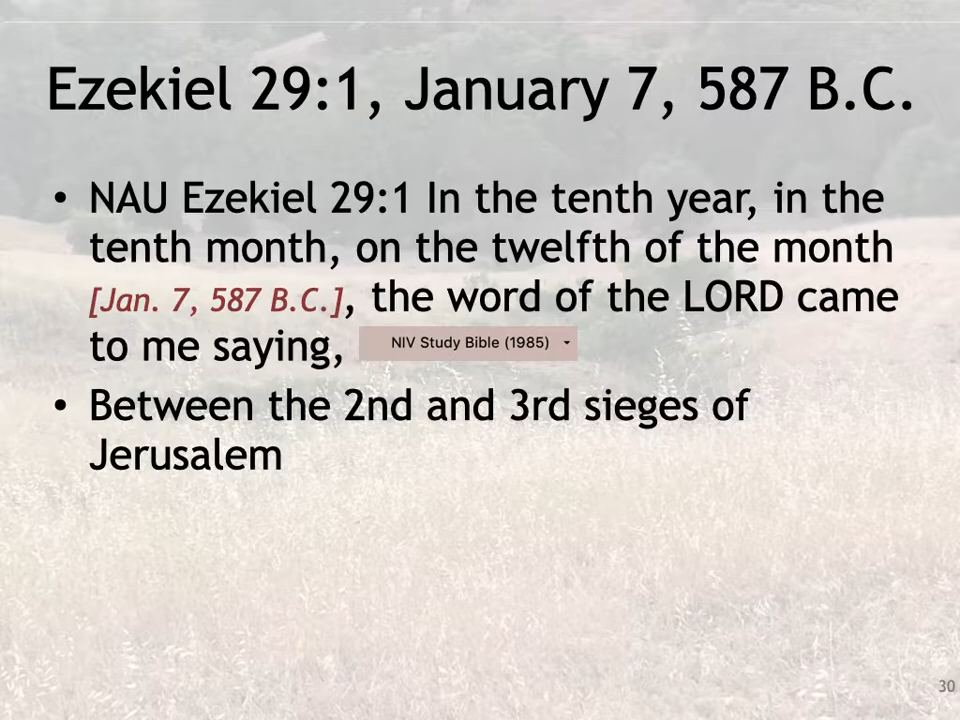 Ezekiel 29:1, January 7, 587 B.C.
• NAU Ezekiel 29:1 In the tenth year, in the
tenth month, on the twelfth of the month
[Jan. 7, 587 B.C.], the word of the LORD came
to me saying, NIV Study Bible (1985)
• Between the 2nd and 3rd sieges of
Jerusalem
30